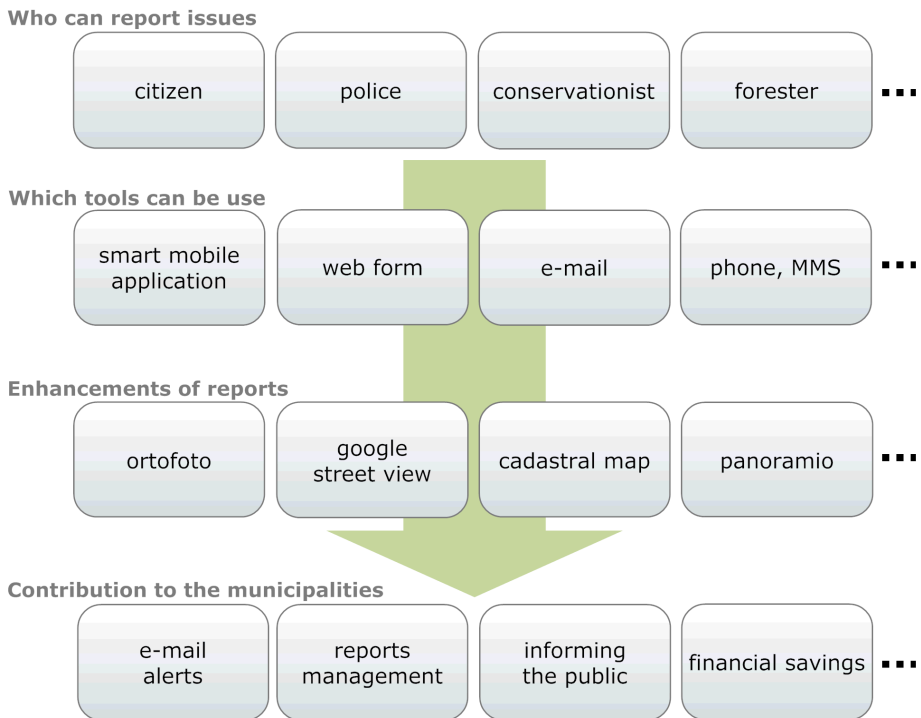 Who can report issues
citizen
police
conservationist
forester
...
Which tools can be use
smart mobile
application
web form
e-mail
phone, MMS
...
Enhancements of reports
ortofoto
google
street view
cadastral map
panoramio
...
Contribution to the municipalities
e-mail
alerts
reports
management
informing
the public
financial savings
...